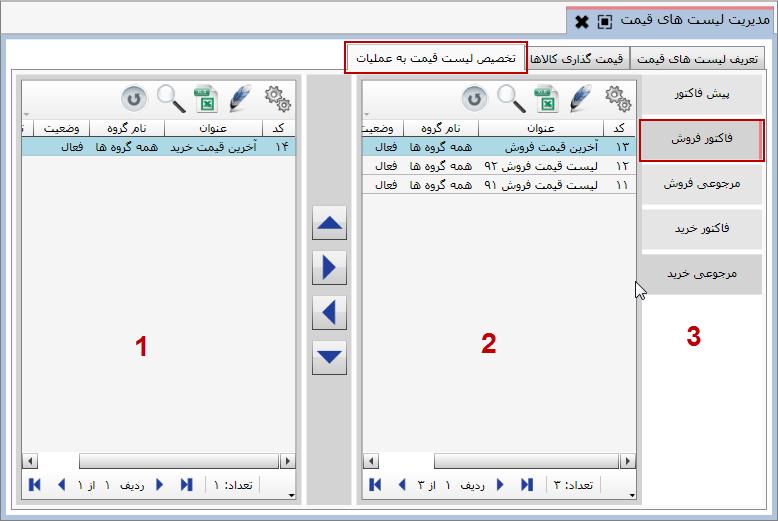 مدیریت لیست های قیمت
تعریف لیست های قیمت
قیمت گذاری کالاها
تخصیص لیست قیمت به عملیات
پیش فاکتور
فاکتور فروش
مرجوعی فروش
فاکتور خرید
مرجوعی خرید
3
کد عنوان نام گروه وضعیت
۱۳ آخرین قیمت فروش همه گروه ها فعال
۱۲ لیست قیمت فروش ۹۲ همه گروه ها فعال
۱۱ لیست قیمت فروش ۹۱ همه گروه ها فعال
2
تعداد: ۳ ردیف ۱ از ۳
کد عنوان نام گروه وضعیت
۱۴ آخرین قیمت خرید همه گروه ها فعال
1
تعداد: ۱ ردیف ۱ از ۱